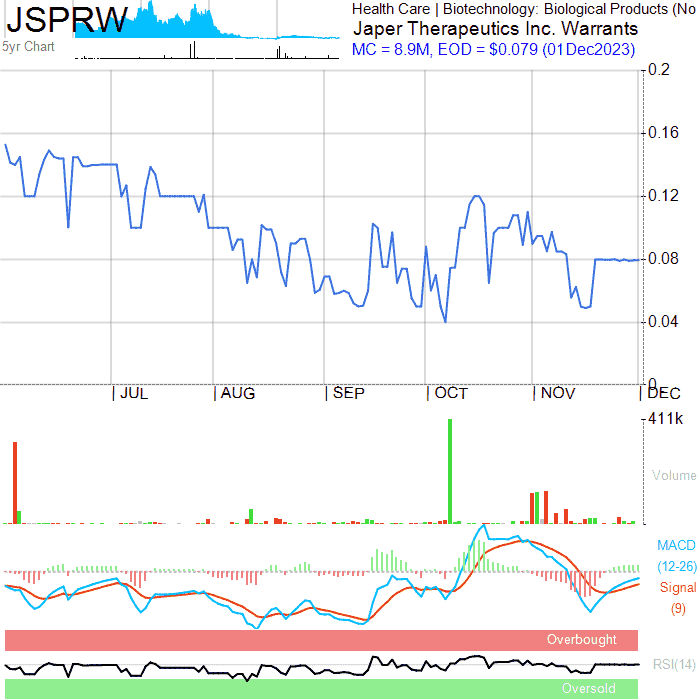 JSPRW
5yr Chart
Health Care | Biotechnology: Biological Products (No
Japer Therapeutics Inc. Warrants
MC = 8.9M, EOD = $0.079 (01Dec2023)
0.2
0.16
0.12
0.08
0.04
0
| JUL | AUG | SEP | OCT | NOV | DEC
411k
Volume
MACD
(12-26)
Signal
(9)
Overbought
RSI(14)
Oversold